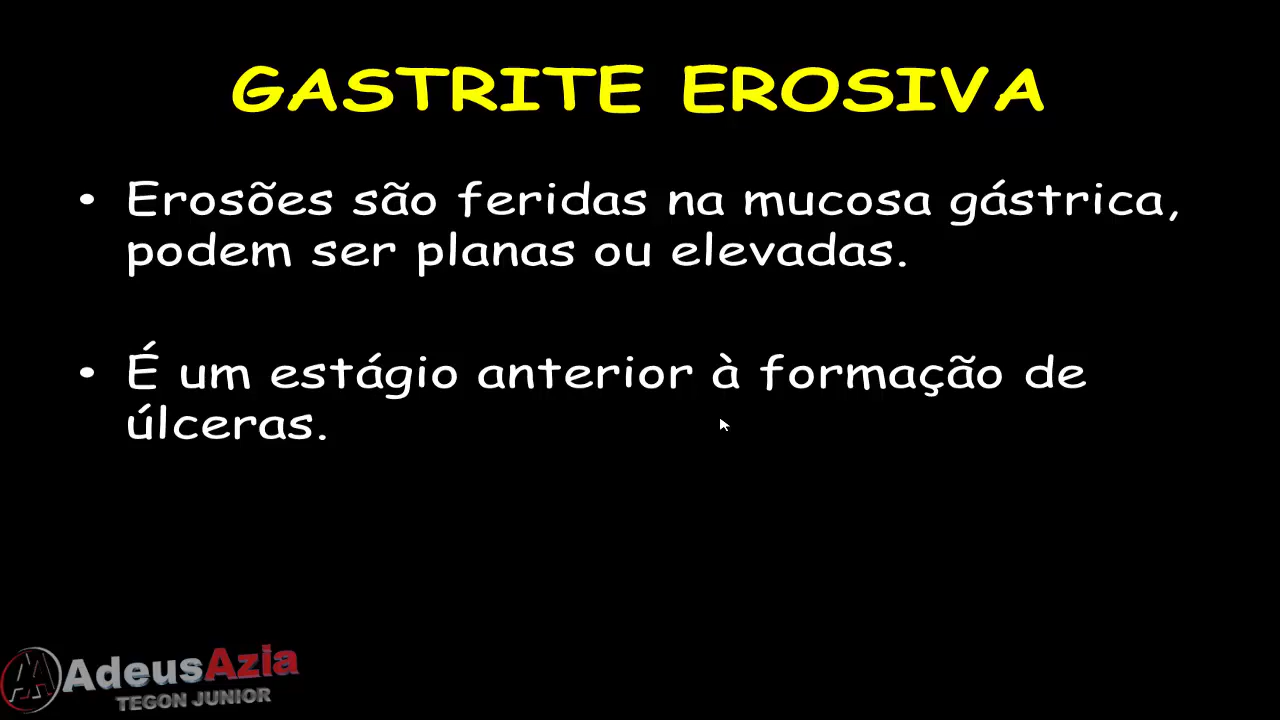 GASTRITE EROSIVA
• Erosões são feridas na mucosa gástrica,
podem ser planas ou elevadas.
• É um estágio anterior à formação de
úlceras.
AdeusAzia
TEGON JUNIOR